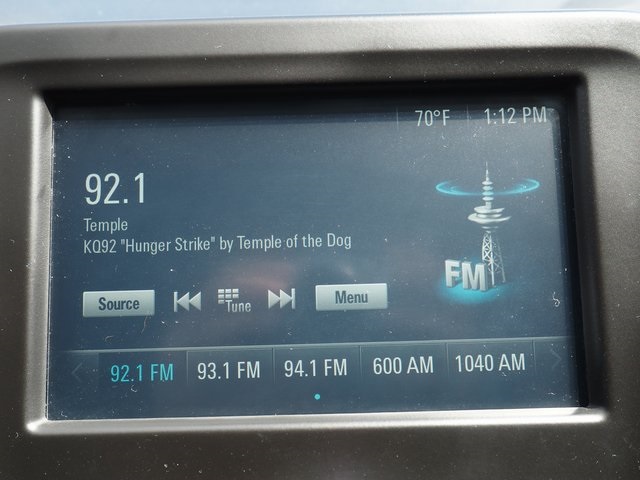 70°F 1:12 PM
92.1
Temple
KQ92 "Hunger Strike" by Temple of the Dog
FM
Source Tune Menu
92.1 FM 93.1 FM 94.1 FM 600 AM 1040 AM